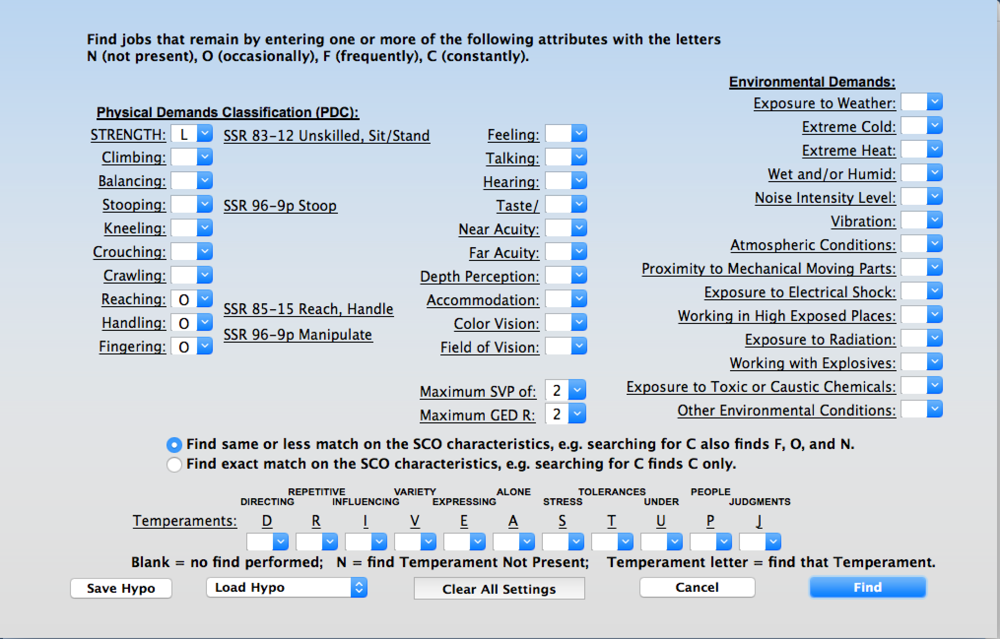 Find jobs that remain by entering one or more of the following attributes with the letters
N (not present), O (occasionally), F (frequently), C (constantly).
Physical Demands Classification (PDC):
STRENGTH: L SSR 83-12 Unskilled, Sit/Stand
Climbing:
Balancing:
Stooping: SSR 96-9p Stoop
Kneeling:
Crouching:
Crawling:
Reaching: O
SSR 85-15 Reach, Handle
Handling: O
SSR 96-9p Manipulate
Fingering: O
Feeling:
Talking:
Hearing:
Taste/
Near Acuity:
Far Acuity:
Depth Perception:
Accommodation:
Color Vision:
Field of Vision:
Maximum SVP of: 2
Maximum GED R: 2
Environmental Demands:
Exposure to Weather:
Extreme Cold:
Extreme Heat:
Wet and/or Humid:
Noise Intensity Level:
Vibration:
Atmospheric Conditions:
Proximity to Mechanical Moving Parts:
Exposure to Electrical Shock:
Working in High Exposed Places:
Exposure to Radiation:
Working with Explosives:
Exposure to Toxic or Caustic Chemicals:
Other Environmental Conditions:
Find same or less match on the SCO characteristics, e.g. searching for C also finds F, O, and N.
Find exact match on the SCO characteristics, e.g. searching for C finds C only.
REPETITIVE VARIETY ALONE TOLERANCES PEOPLE
DIRECTING INFLUENCING EXPRESSING STRESS UNDER JUDGMENTS
Temperaments: D R I V E A S T U P J
Blank = no find performed; N = find Temperament Not Present; Temperament letter = find that Temperament.
Save Hypo Load Hypo Clear All Settings Cancel Find